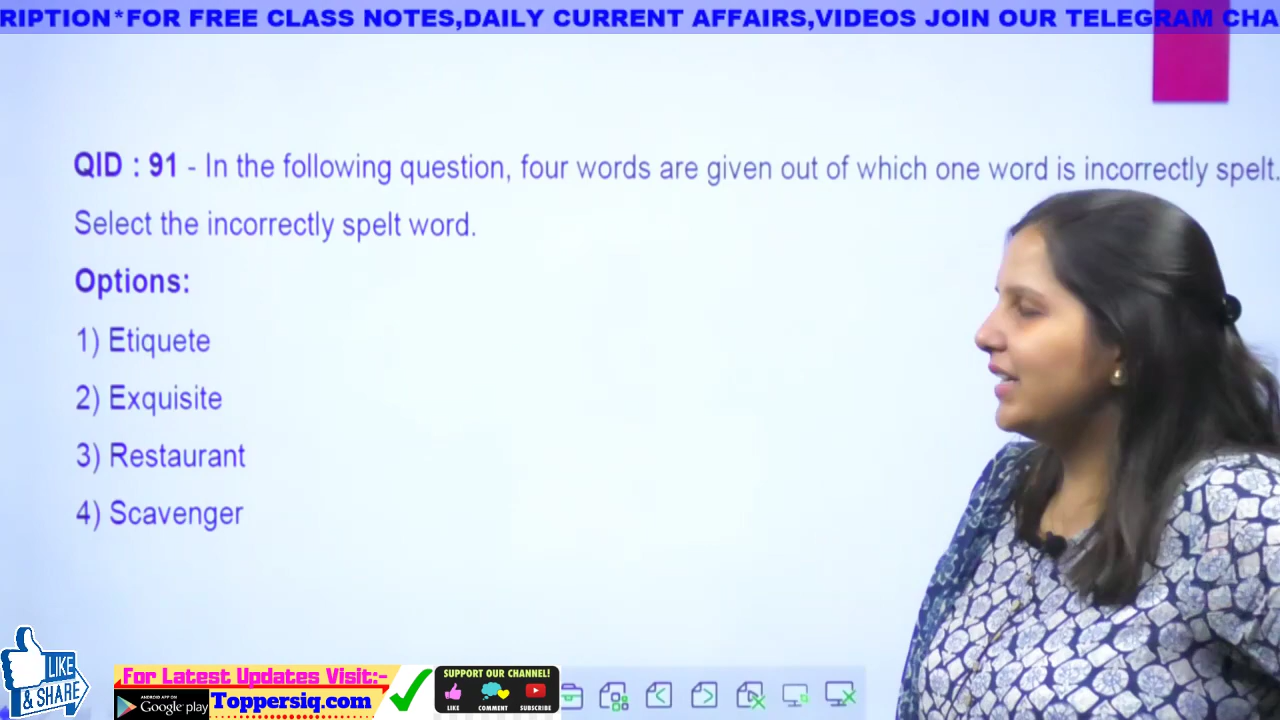 RIPTION*FOR FREE CLASS NOTES,DAILY CURRENT AFFAIRS,VIDEOS JOIN OUR TELEGRAM CHA
QID : 91 - In the following question, four words are given out of which one word is incorrectly spelt.
Select the incorrectly spelt word.
Options:
1) Etiquete
2) Exquisite
3) Restaurant
4) Scavenger
LIKE
& SHARE
For Latest Updates Visit:-
ANDROID APP ON
Google play
Toppersiq.com
SUPPORT OUR CHANNEL!
LIKE COMMENT SUBSCRIBE